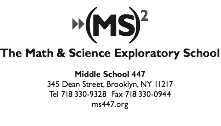 (MS)²
The Math & Science Exploratory School
Middle School 447
345 Dean Street, Brooklyn, NY 11217
Tel 718 330-9328 Fax 718 330-0944
ms447.org